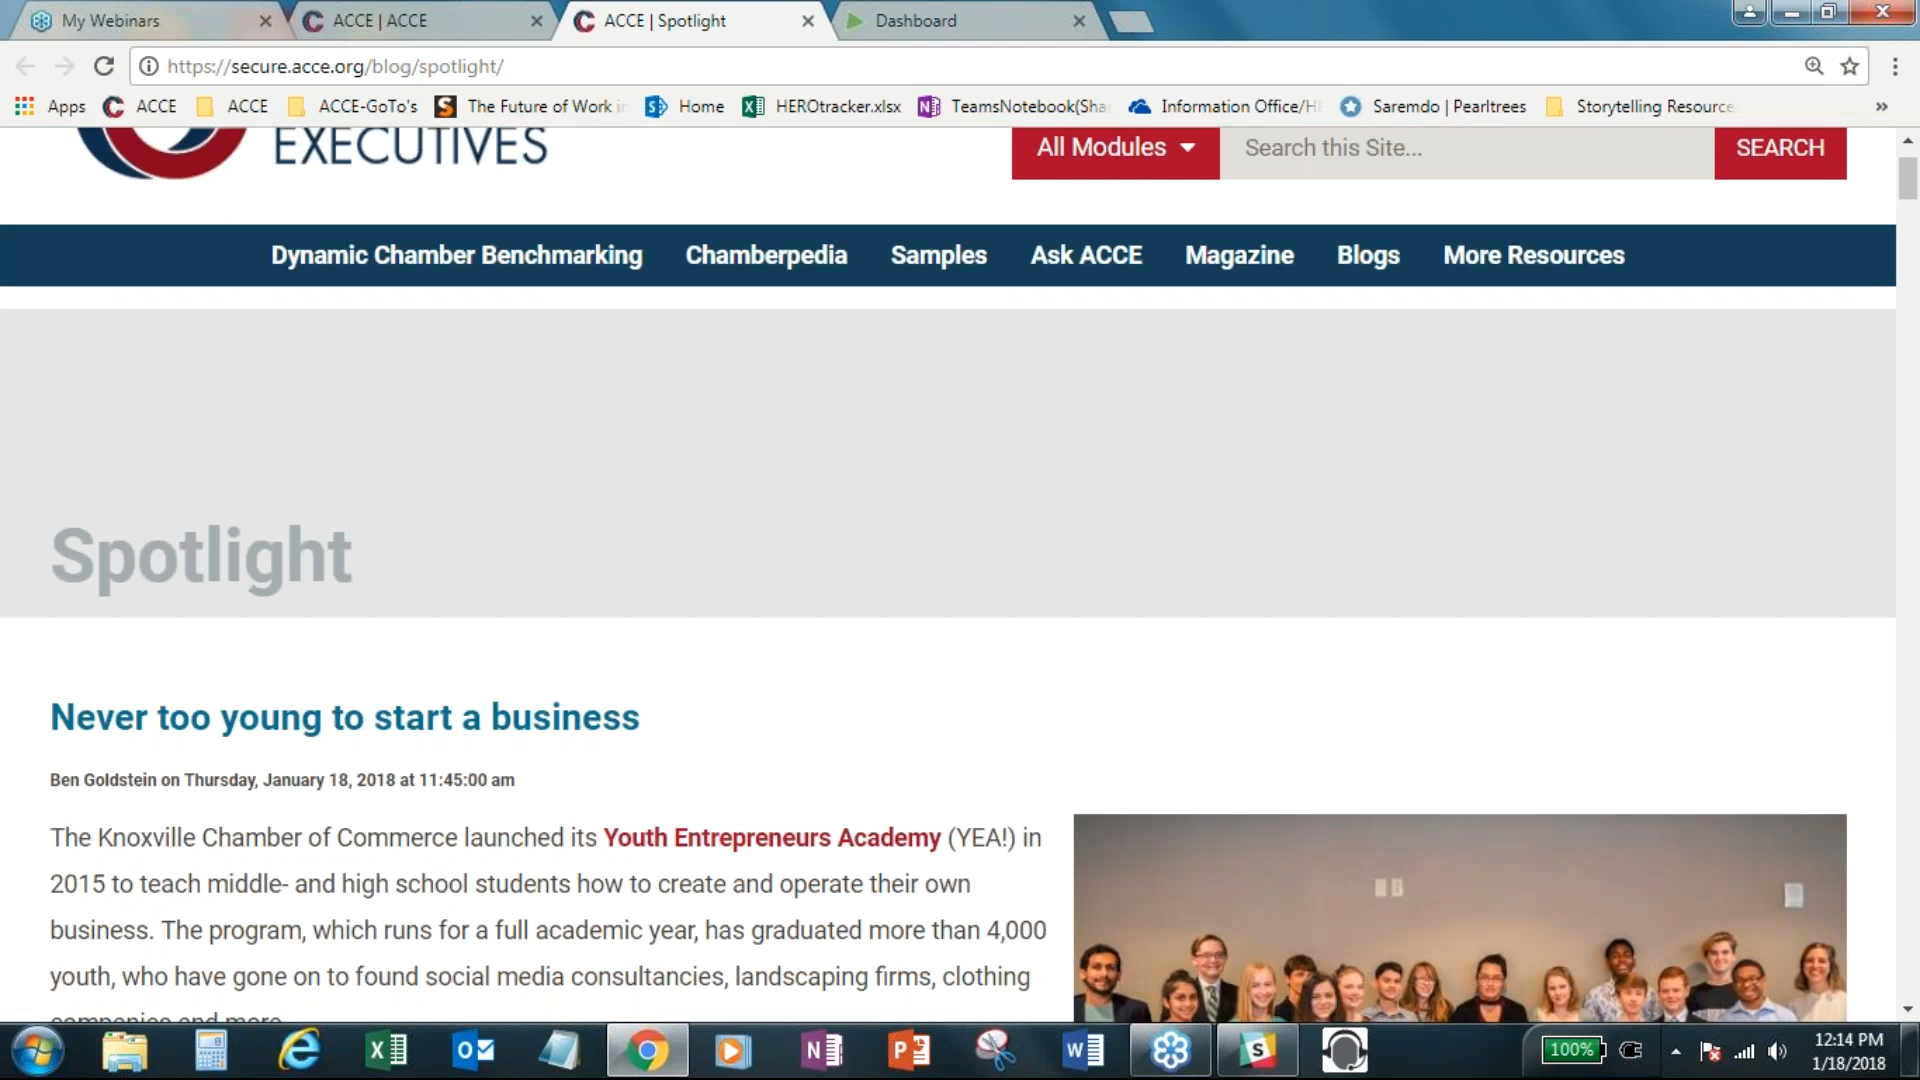 My Webinars
ACCE | ACCE
ACCE | Spotlight
Dashboard
https://secure.acce.org/blog/spotlight/
Apps
ACCE
ACCE
ACCE-GoTo's
The Future of Work in
Home
HEROtracker.xlsx
TeamsNotebook(Sha
Information Office/H
Saremdo | Pearltrees
Storytelling Resource
»
EXECUTIVES
All Modules
Search this Site...
SEARCH
Dynamic Chamber Benchmarking
Chamberpedia
Samples
Ask ACCE
Magazine
Blogs
More Resources
Spotlight
Never too young to start a business
Ben Goldstein on Thursday, January 18, 2018 at 11:45:00 am
The Knoxville Chamber of Commerce launched its Youth Entrepreneurs Academy (YEA!) in
2015 to teach middle- and high school students how to create and operate their own
business. The program, which runs for a full academic year, has graduated more than 4,000
youth, who have gone on to found social media consultancies, landscaping firms, clothing
companies and more.
100%
12:14 PM
1/18/2018